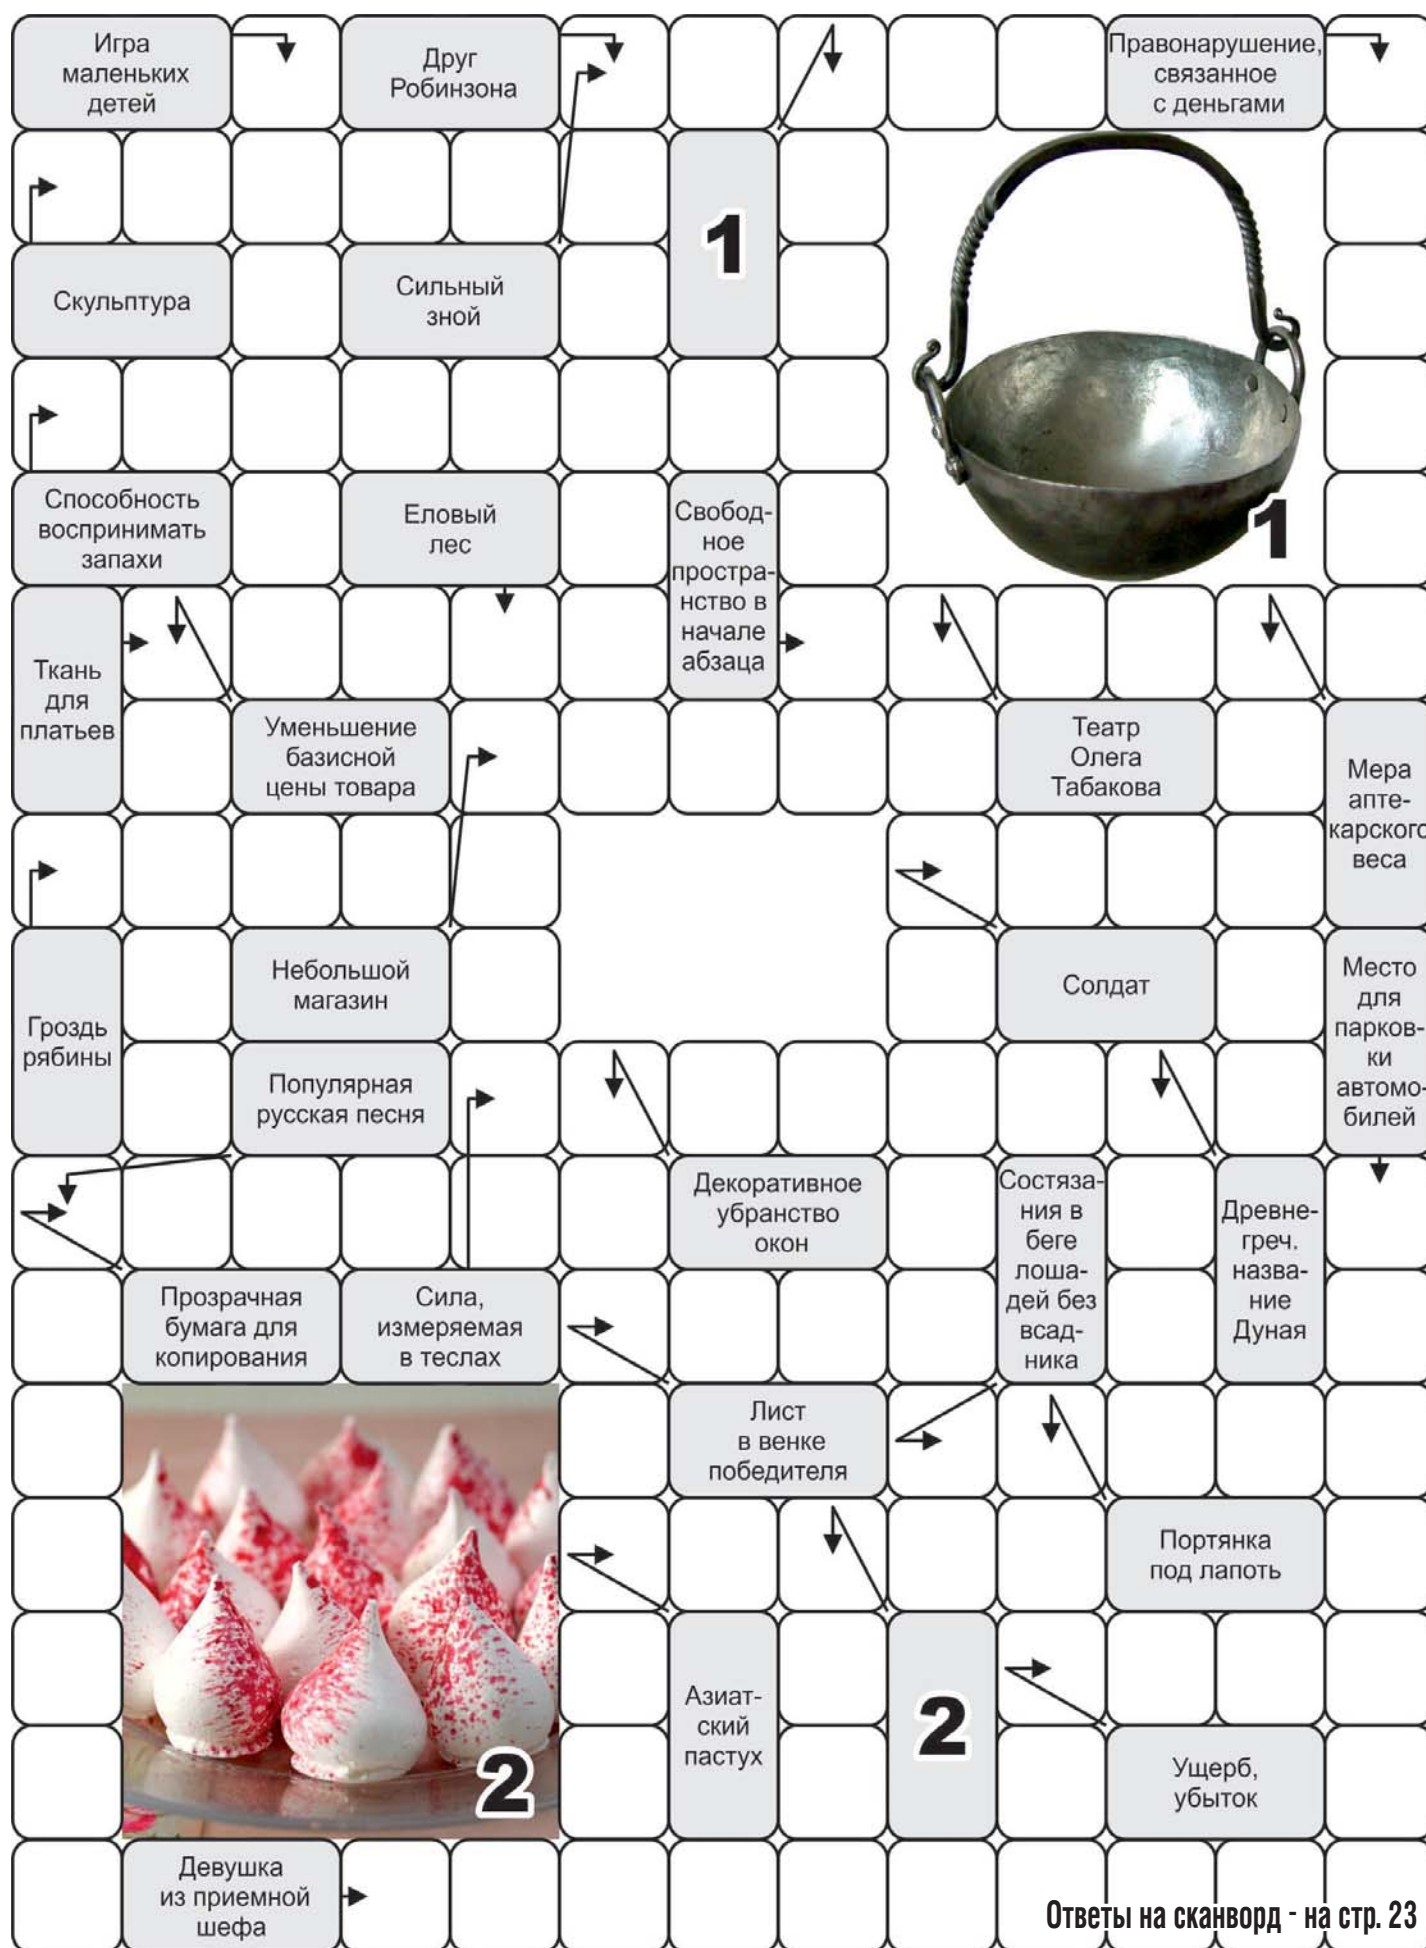 Игра
маленьких
детей
Друг
Робинзона
Правонарушение,
связанное
с деньгами
1
Скульптура
Сильный
зной
Способность
воспринимать
запахи
Еловый
лес
Свобод-
ное
простра-
нство в
начале
абзаца
1
Ткань
для
платьев
Уменьшение
базисной
цены товара
Театр
Олега
Табакова
Мера
апте-
карского
веса
Гроздь
рябины
Небольшой
магазин
Солдат
Место
для
парков-
ки
автомо-
билей
Популярная
русская песня
Декоративное
убранство
окон
Состяза-
ния в
беге
лоша-
дей без
всад-
ника
Древне-
греч.
назва-
ние
Дуная
Прозрачная
бумага для
копирования
Сила,
измеряемая
в теслах
Лист
в венке
победителя
Портянка
под лапоть
Азиат-
ский
пастух
2
2
Ущерб,
убыток
Девушка
из приемной
шефа
Ответы на сканворд - на стр. 23